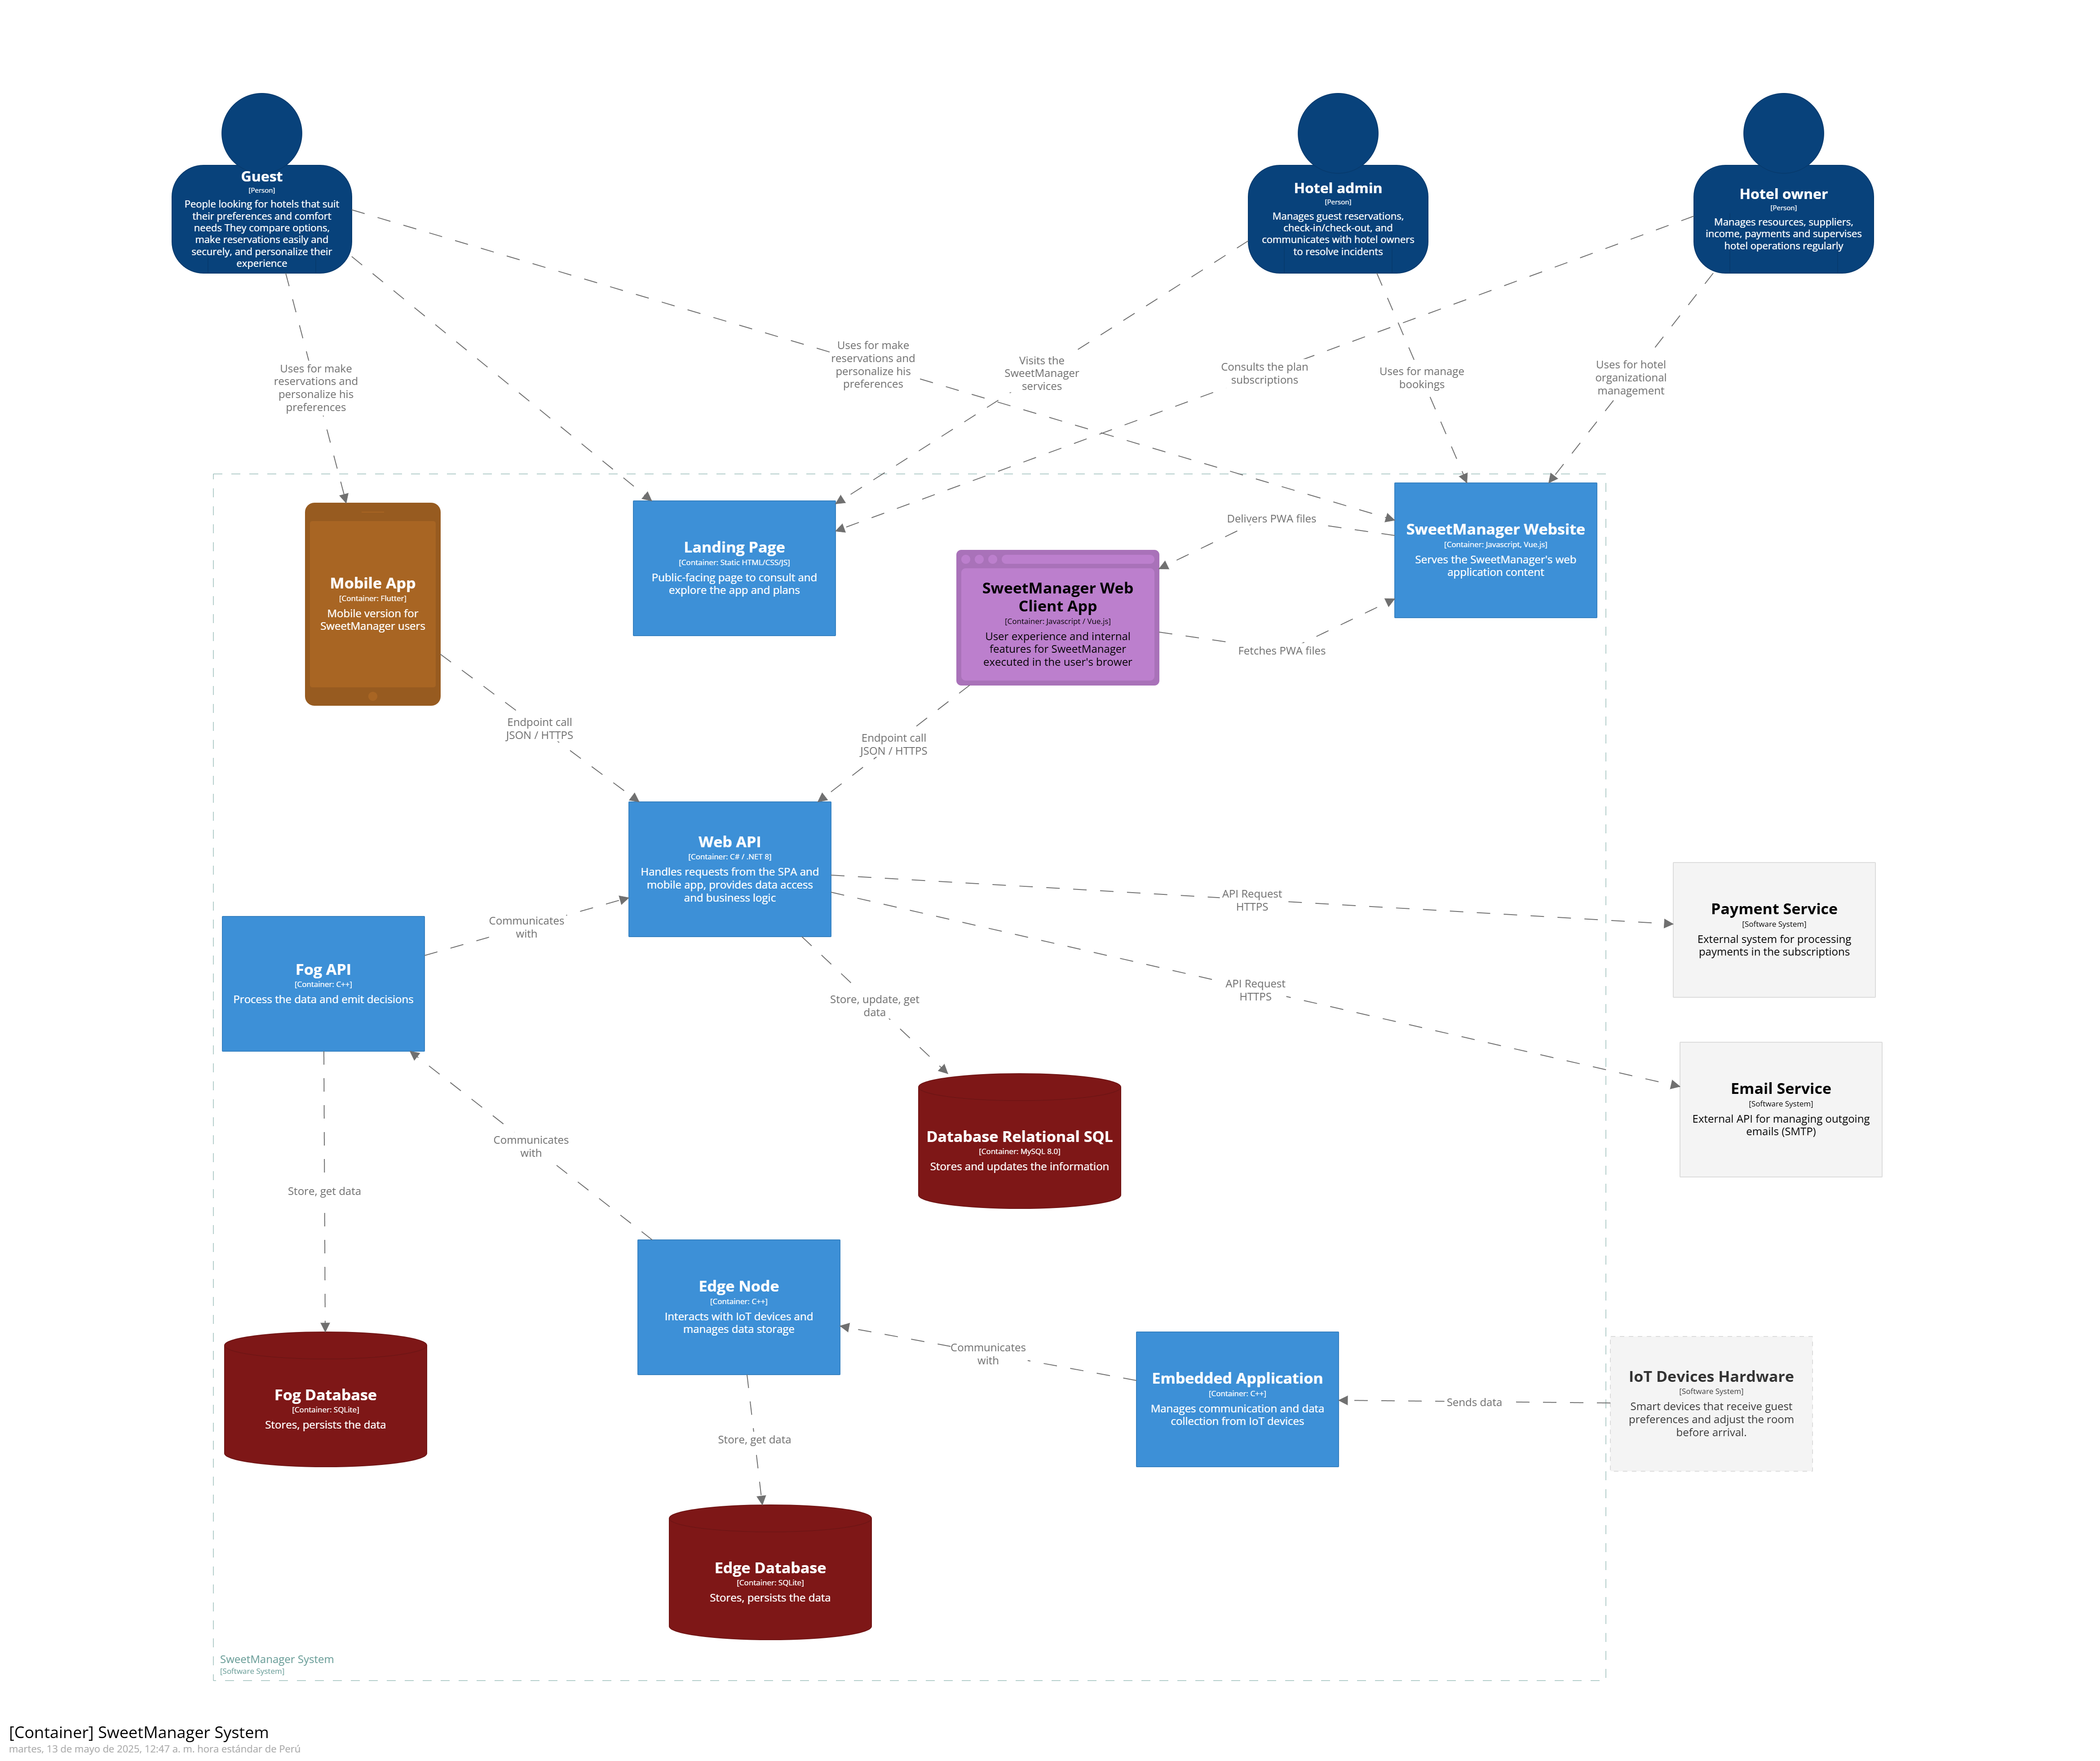 Guest
[Person]
People looking for hotels that suit
their preferences and comfort
needs They compare options,
make reservations easily and
securely, and personalize their
experience
Hotel admin
[Person]
Manages guest reservations,
check-in/check-out, and
communicates with hotel owners
to resolve incidents
Hotel owner
[Person]
Manages resources, suppliers,
income, payments and supervises
hotel operations regularly
Uses for make
reservations and
personalize his
preferences
Uses for make
reservations and
personalize his
preferences
Visits the
SweetManager
services
Consults the plan
subscriptions
Uses for manage
bookings
Uses for hotel
organizational
management
Mobile App
[Container: Flutter]
Mobile version for
SweetManager users
Landing Page
[Container: Static HTML/CSS/JS]
Public-facing page to consult and
explore the app and plans
SweetManager Web
Client App
[Container: Javascript / Vue.js]
User experience and internal
features for SweetManager
executed in the user's brower
Delivers PWA files
Fetches PWA files
SweetManager Website
[Container: Javascript, Vue.js]
Serves the SweetManager's web
application content
Endpoint call
JSON / HTTPS
Endpoint call
JSON / HTTPS
Web API
[Container: C# / .NET 8]
Handles requests from the SPA and
mobile app, provides data access
and business logic
API Request
HTTPS
Payment Service
[Software System]
External system for processing
payments in the subscriptions
Communicates
with
Fog API
[Container: C++]
Process the data and emit decisions
Store, update, get
data
API Request
HTTPS
Email Service
[Software System]
External API for managing outgoing
emails (SMTP)
Communicates
with
Database Relational SQL
[Container: MySQL 8.0]
Stores and updates the information
Store, get data
Edge Node
[Container: C++]
Interacts with IoT devices and
manages data storage
Communicates
with
Embedded Application
[Container: C++]
Manages communication and data
collection from IoT devices
Sends data
IoT Devices Hardware
[Software System]
Smart devices that receive guest
preferences and adjust the room
before arrival.
Fog Database
[Container: SQLite]
Stores, persists the data
Store, get data
Edge Database
[Container: SQLite]
Stores, persists the data
SweetManager System
[Software System]
[Container] SweetManager System
martes, 13 de mayo de 2025, 12:47 a. m. hora estándar de Perú